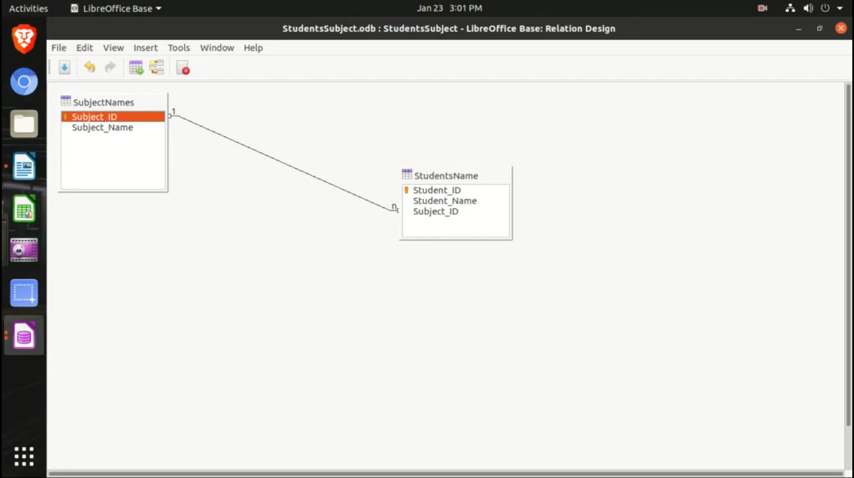 Activities LibreOffice Base Jan 23 3:01 PM
StudentsSubject.odb : StudentsSubject - LibreOffice Base: Relation Design
File Edit View Insert Tools Window Help
SubjectNames
Subject_ID
Subject_Name
1
n
StudentsName
Student_ID
Student_Name
Subject_ID